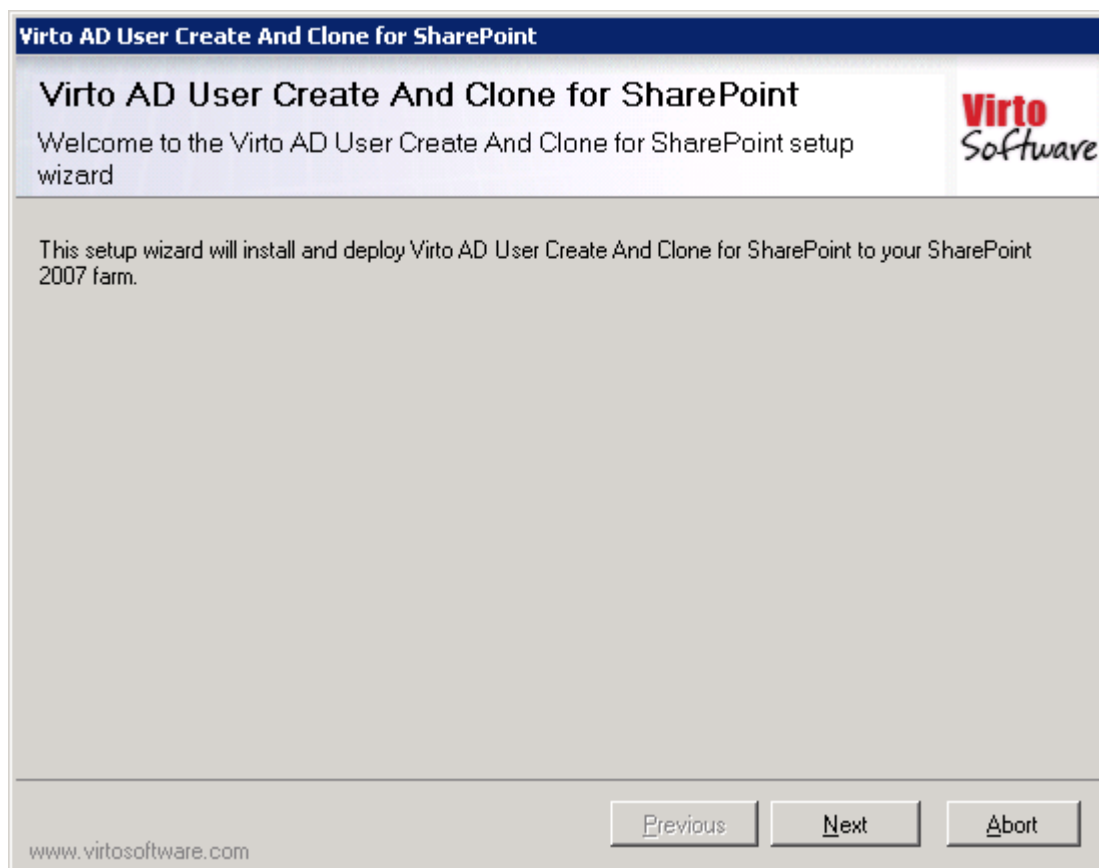 Virto AD User Create And Clone for SharePoint
Virto AD User Create And Clone for SharePoint
Welcome to the Virto AD User Create And Clone for SharePoint setup
wizard
Virto
Software
This setup wizard will install and deploy Virto AD User Create And Clone for SharePoint to your SharePoint
2007 farm.
Previous
Next
Abort
www.virtosoftware.com